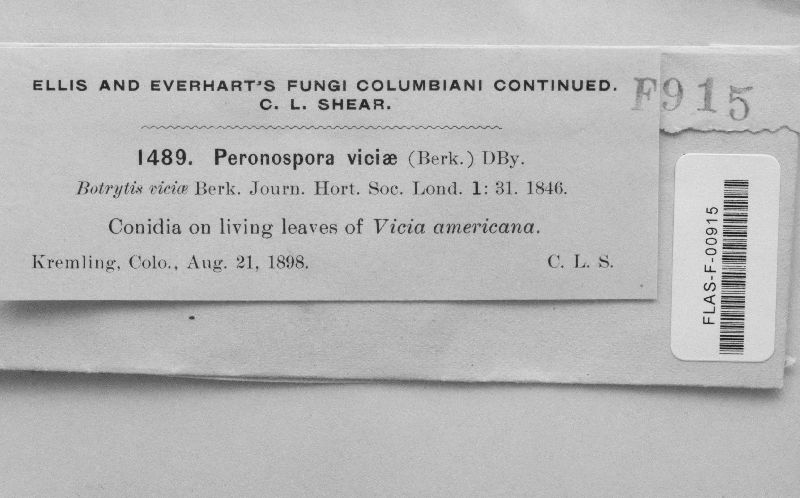 ELLIS AND EVERHART'S FUNGI COLUMBIANI CONTINUED.
C. L. SHEAR.
F915
1489. Peronospora viciæ (Berk.) DBy.
Botrytis viciæ Berk. Journ. Hort. Soc. Lond. 1: 31. 1846.
Conidia on living leaves of Vicia americana.
Kremling, Colo., Aug. 21, 1898. C. L. S.
FLAS-F-00915